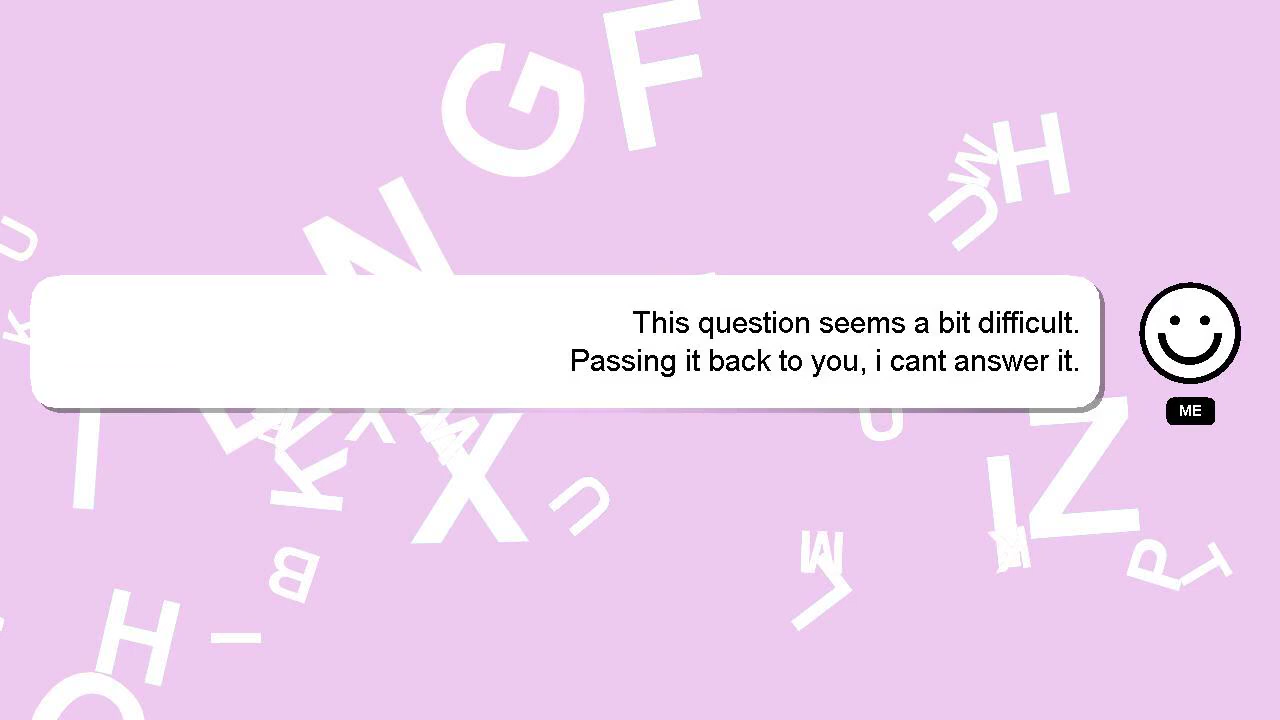 G F
W H
U
N
U
K
This question seems a bit difficult.
Passing it back to you, i cant answer it.
ME
I
K
X
X
U
U
Z
I
K
B
M
L
P
T
H
I
O